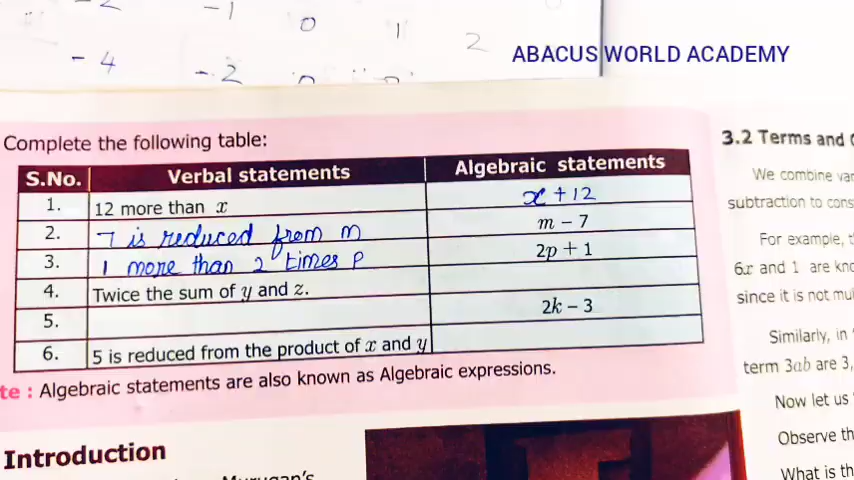 -2 -1 0 1 2
-4 -2 0
ABACUS WORLD ACADEMY
Complete the following table:
S.No. Verbal statements Algebraic statements
1. 12 more than x x + 12
2. 7 is reduced from m m − 7
3. 1 more than 2 times p 2p + 1
4. Twice the sum of y and z.
5. 2k − 3
6. 5 is reduced from the product of x and y
te : Algebraic statements are also known as Algebraic expressions.
Introduction
Murugan's
3.2 Terms and
We combine var
subtraction to cons
For example, t
6x and 1 are kno
since it is not mul
Similarly, in
term 3ab are 3,
Now let us
Observe th
What is th